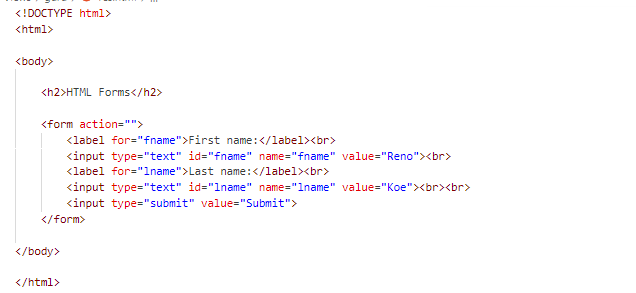 <!DOCTYPE html>
<html>
<body>
<h2>HTML Forms</h2>
<form action="">
<label for="fname">First name:</label><br>
<input type="text" id="fname" name="fname" value="Reno"><br>
<label for="lname">Last name:</label><br>
<input type="text" id="lname" name="lname" value="Koe"><br><br>
<input type="submit" value="Submit">
</form>
</body>
</html>